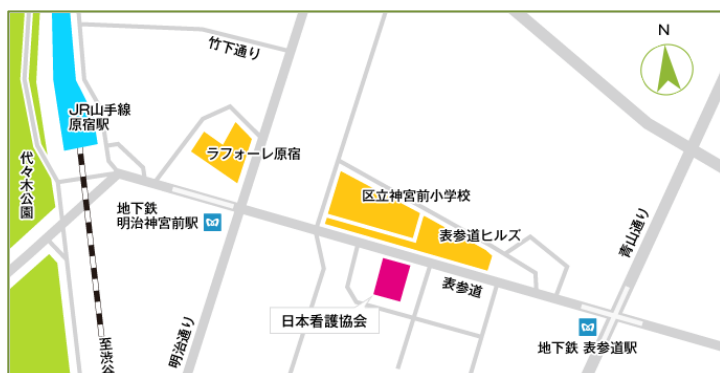 N
竹下通り
JR山手線
原宿駅
ラフォーレ原宿
代々木公園
地下鉄
明治神宮前駅
区立神宮前小学校
表参道ヒルズ
青山通り
表参道
日本看護協会
明治通り
至渋谷
地下鉄 表参道駅